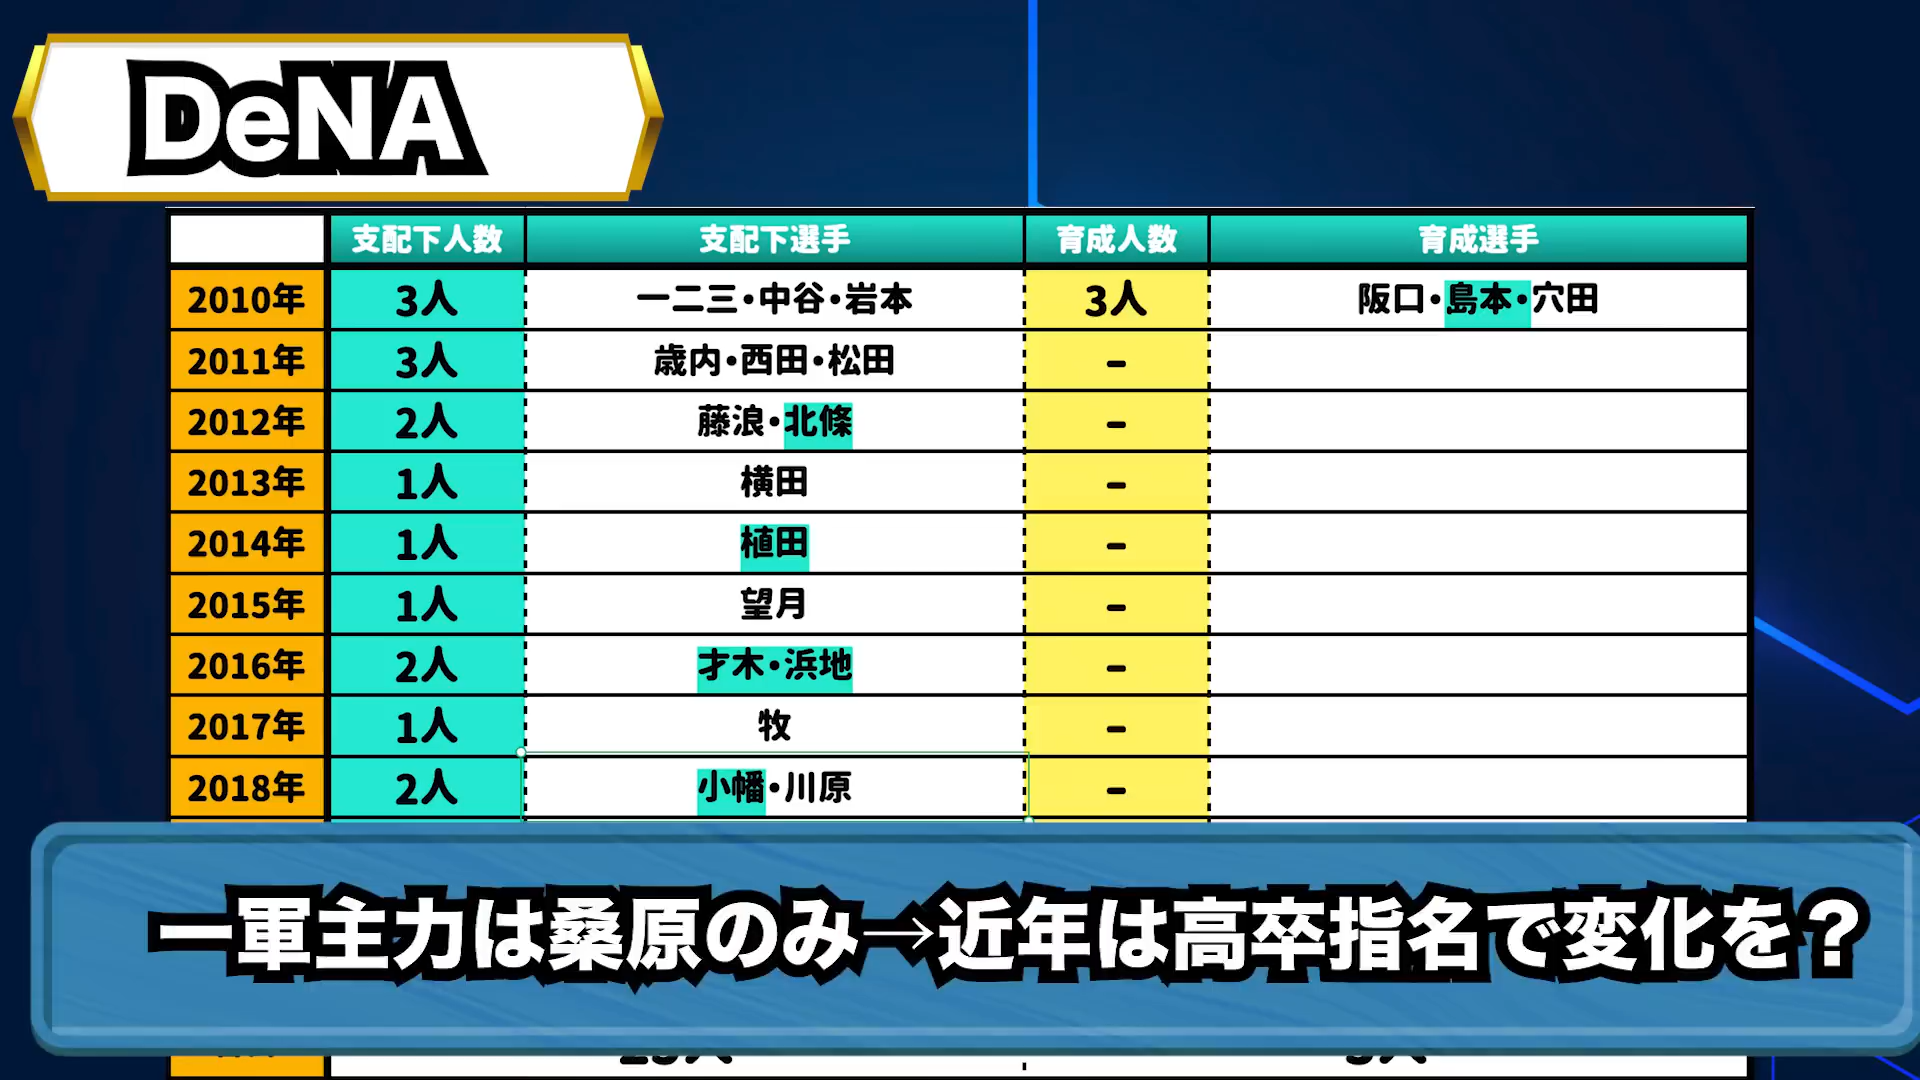 DeNA
支配下人数 支配下選手 育成人数 育成選手
2010年 3人 一二三・中谷・岩本 3人 阪口・島本・穴田
2011年 3人 歳内・西田・松田 -
2012年 2人 藤浪・北條 -
2013年 1人 横田 -
2014年 1人 植田 -
2015年 1人 望月 -
2016年 2人 才木・浜地 -
2017年 1人 牧 -
2018年 2人 小幡・川原 -
一軍主力は桑原のみ→近年は高卒指名で変化を？